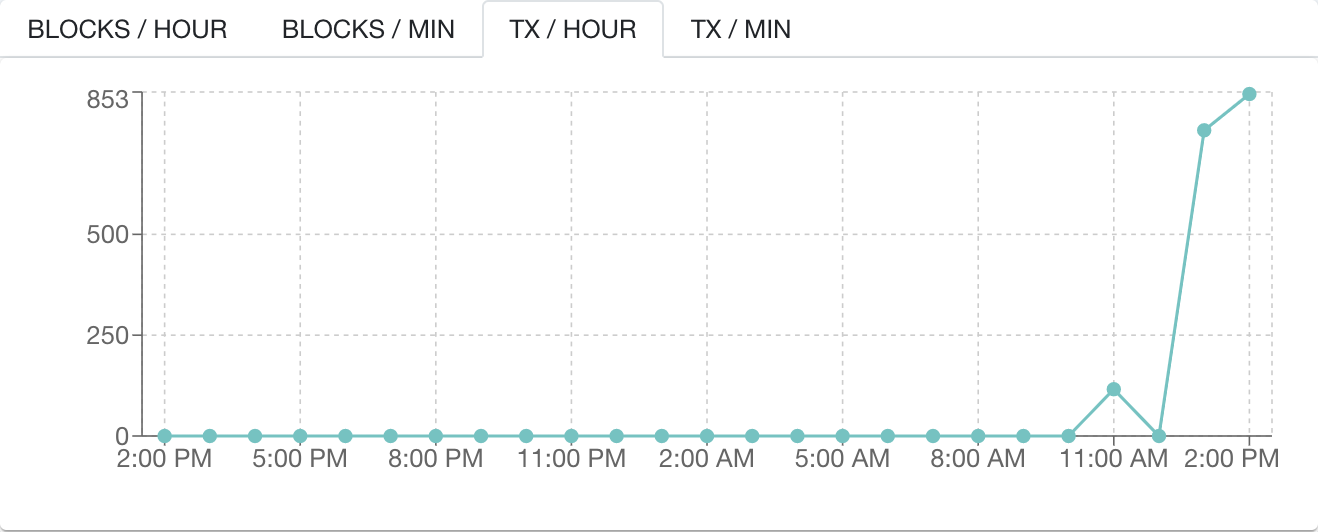 BLOCKS / HOUR BLOCKS / MIN TX / HOUR TX / MIN
853
500
250
0
2:00 PM 5:00 PM 8:00 PM 11:00 PM 2:00 AM 5:00 AM 8:00 AM 11:00 AM 2:00 PM